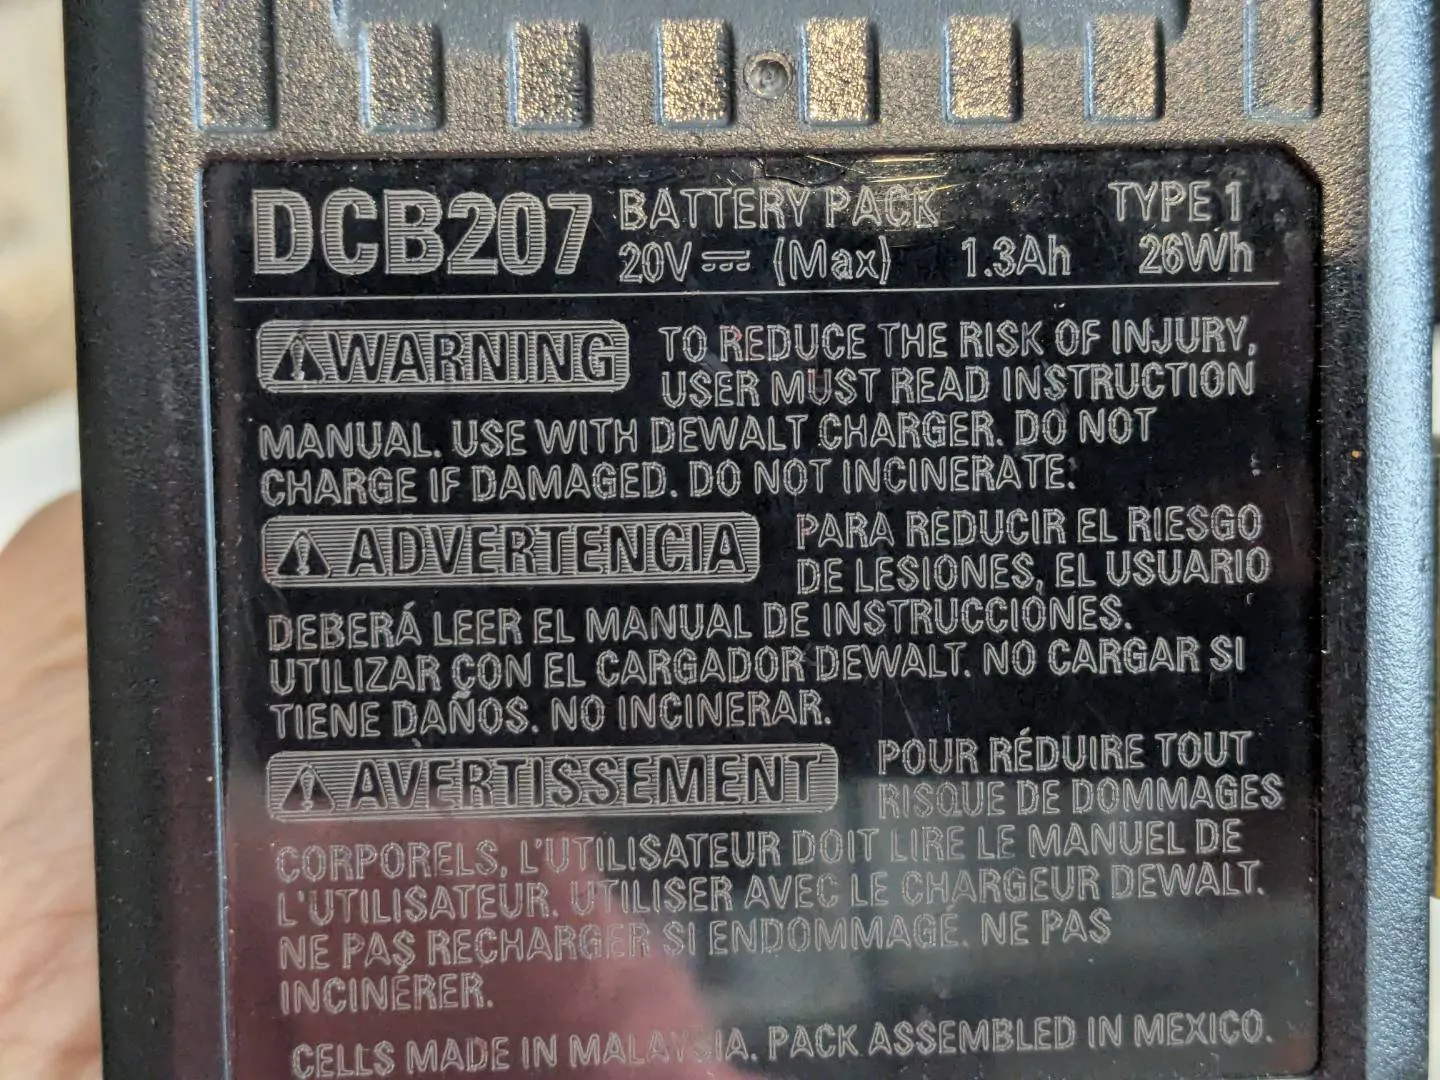 DCB207 BATTERY PACK TYPE 1
20V ⎓ (Max) 1.3Ah 26Wh
⚠WARNING TO REDUCE THE RISK OF INJURY,
USER MUST READ INSTRUCTION
MANUAL. USE WITH DEWALT CHARGER. DO NOT
CHARGE IF DAMAGED. DO NOT INCINERATE.
⚠ADVERTENCIA PARA REDUCIR EL RIESGO
DE LESIONES, EL USUARIO
DEBERÁ LEER EL MANUAL DE INSTRUCCIONES.
UTILIZAR CON EL CARGADOR DEWALT. NO CARGAR SI
TIENE DAÑOS. NO INCINERAR.
⚠AVERTISSEMENT POUR RÉDUIRE TOUT
RISQUE DE DOMMAGES
CORPORELS, L'UTILISATEUR DOIT LIRE LE MANUEL DE
L'UTILISATEUR. UTILISER AVEC LE CHARGEUR DEWALT.
NE PAS RECHARGER SI ENDOMMAGÉ. NE PAS
INCINÉRER.
CELLS MADE IN MALAYSIA. PACK ASSEMBLED IN MEXICO.